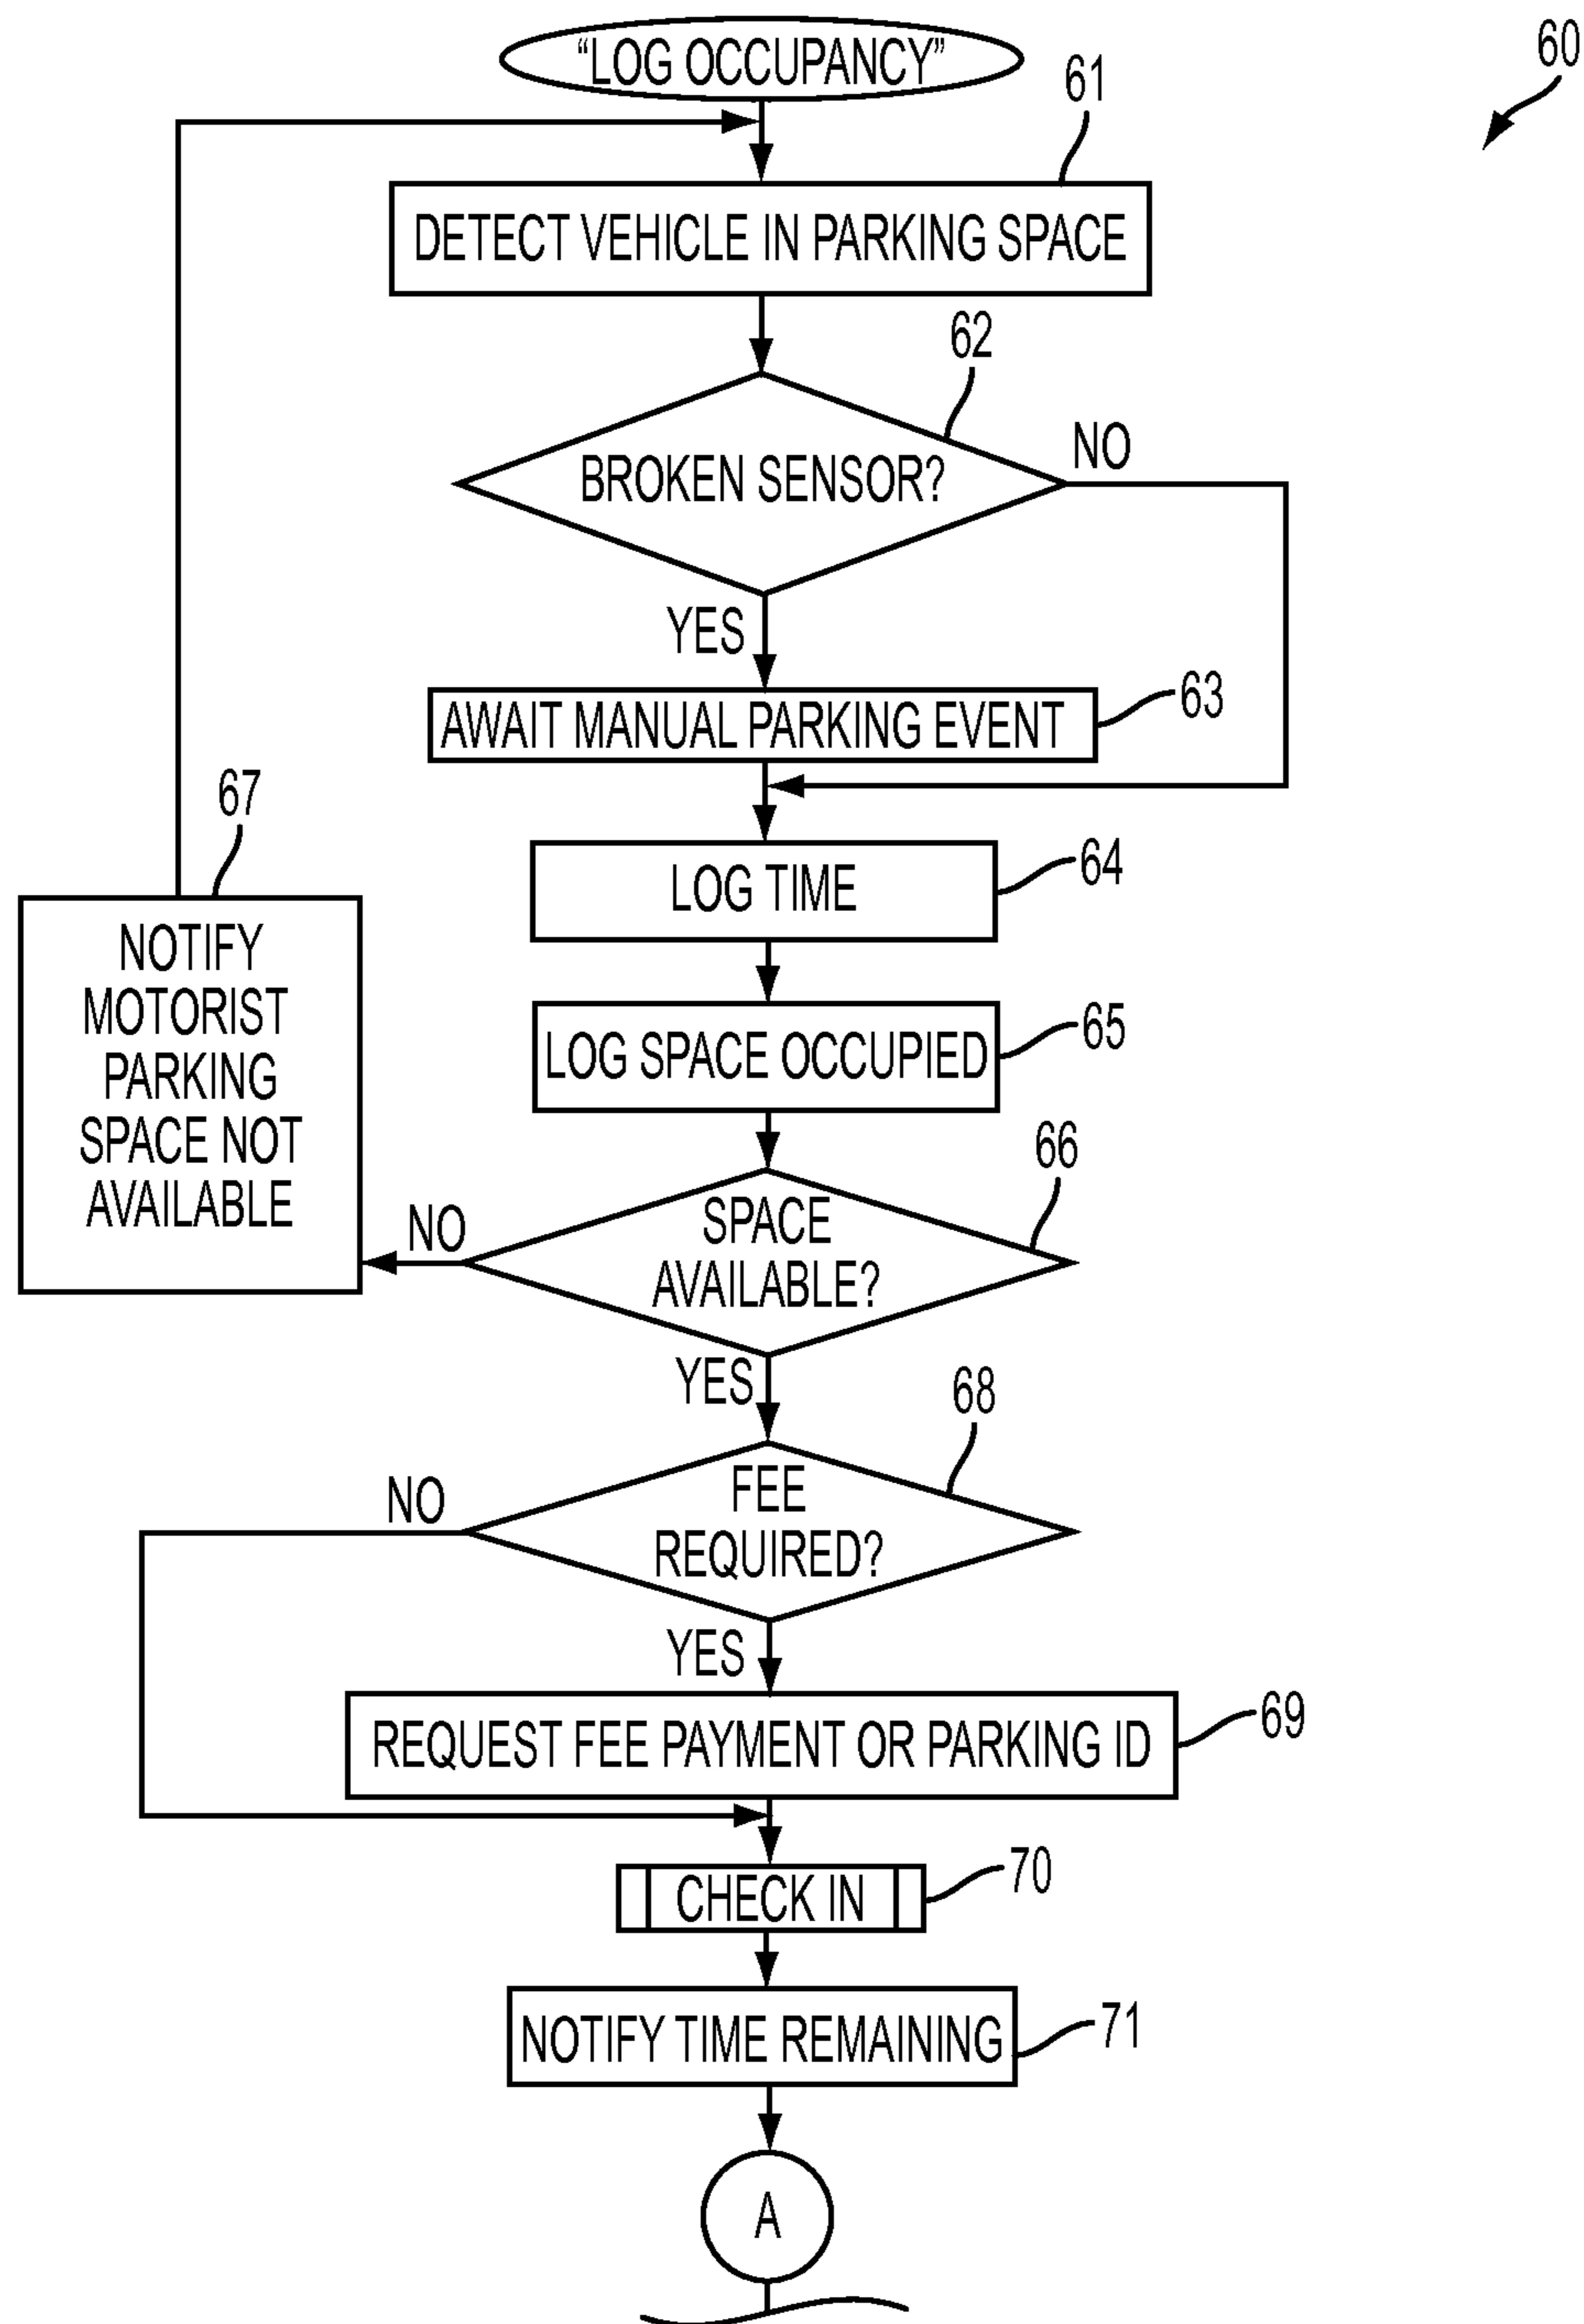 "LOG OCCUPANCY"
60
61
DETECT VEHICLE IN PARKING SPACE
62
BROKEN SENSOR?
NO
YES
AWAIT MANUAL PARKING EVENT
63
LOG TIME
64
LOG SPACE OCCUPIED
65
66
SPACE
AVAILABLE?
NO
67
NOTIFY
MOTORIST
PARKING
SPACE NOT
AVAILABLE
YES
68
FEE
REQUIRED?
NO
YES
REQUEST FEE PAYMENT OR PARKING ID
69
CHECK IN
70
NOTIFY TIME REMAINING
71
A